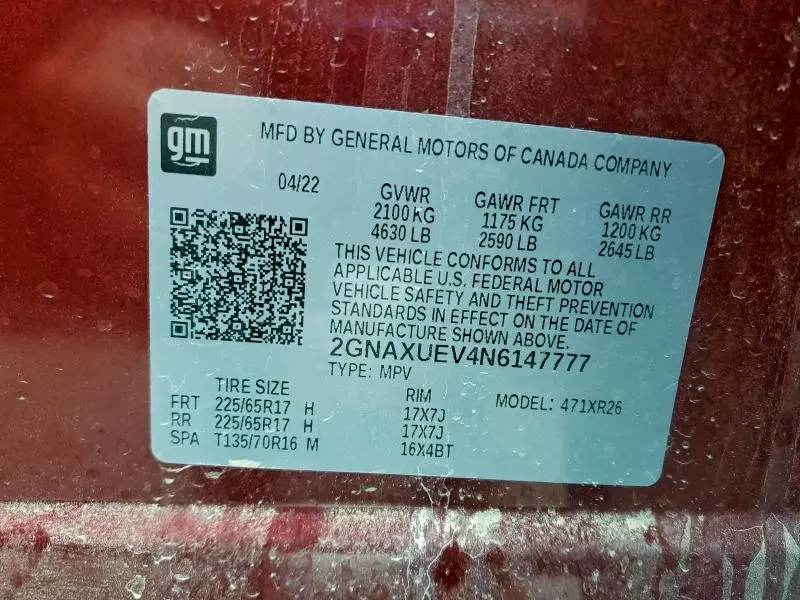 gm
MFD BY GENERAL MOTORS OF CANADA COMPANY
04/22 GVWR GAWR FRT GAWR RR
2100 KG 1175 KG 1200 KG
4630 LB 2590 LB 2645 LB
THIS VEHICLE CONFORMS TO ALL
APPLICABLE U.S. FEDERAL MOTOR
VEHICLE SAFETY AND THEFT PREVENTION
STANDARDS IN EFFECT ON THE DATE OF
MANUFACTURE SHOWN ABOVE.
2GNAXUEV4N6147777
TYPE: MPV
TIRE SIZE RIM MODEL: 471XR26
FRT 225/65R17 H 17X7J
RR 225/65R17 H 17X7J
SPA T135/70R16 M 16X4BT